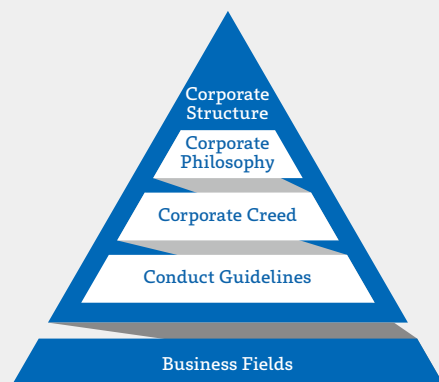 Corporate
Structure
Corporate
Philosophy
Corporate Creed
Conduct Guidelines
Business Fields